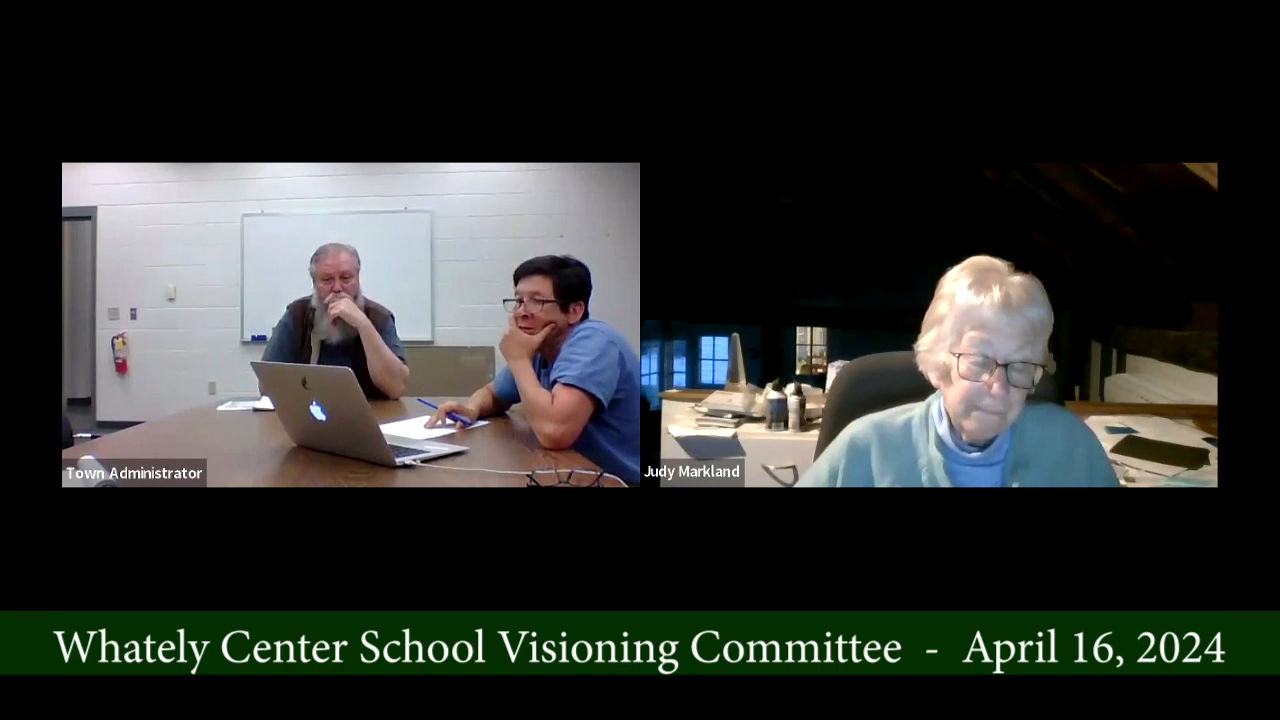 Town Administrator
Judy Markland
Whately Center School Visioning Committee - April 16, 2024